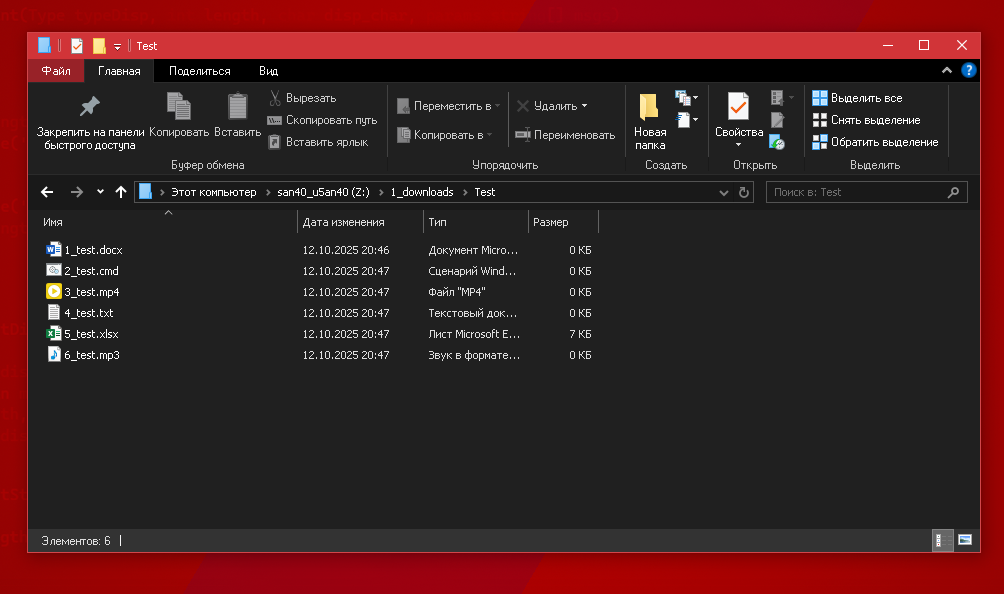 Test
Файл Главная Поделиться Вид
Закрепить на панели быстрого доступа
Копировать
Вставить
Вырезать
Скопировать путь
Вставить ярлык
Буфер обмена
Переместить в
Копировать в
Удалить
Переименовать
Упорядочить
Новая папка
Создать
Свойства
Открыть
Выделить все
Снять выделение
Обратить выделение
Выделить
Этот компьютер > san40_u5an40 (Z:) > 1_downloads > Test
Поиск в: Test
Имя Дата изменения Тип Размер
1_test.docx 12.10.2025 20:46 Документ Micro... 0 КБ
2_test.cmd 12.10.2025 20:47 Сценарий Wind... 0 КБ
3_test.mp4 12.10.2025 20:47 Файл "MP4" 0 КБ
4_test.txt 12.10.2025 20:47 Текстовый док... 0 КБ
5_test.xlsx 12.10.2025 20:47 Лист Microsoft E... 7 КБ
6_test.mp3 12.10.2025 20:47 Звук в формате... 0 КБ
Элементов: 6